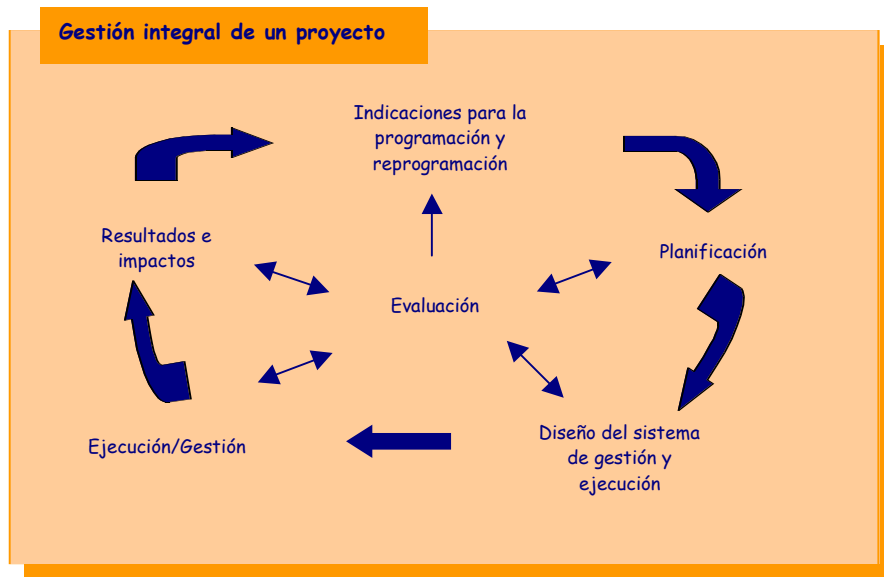 Gestión integral de un proyecto
Indicaciones para la
programación y
reprogramación
Resultados e
impactos
Planificación
Evaluación
Ejecución/Gestión
Diseño del sistema
de gestión y
ejecución